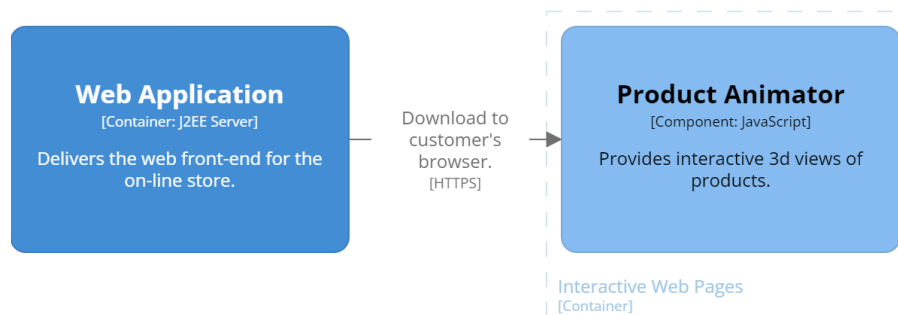 Web Application
[Container: J2EE Server]
Delivers the web front-end for the
on-line store.
Download to
customer's
browser.
[HTTPS]
Product Animator
[Component: JavaScript]
Provides interactive 3d views of
products.
Interactive Web Pages
[Container]